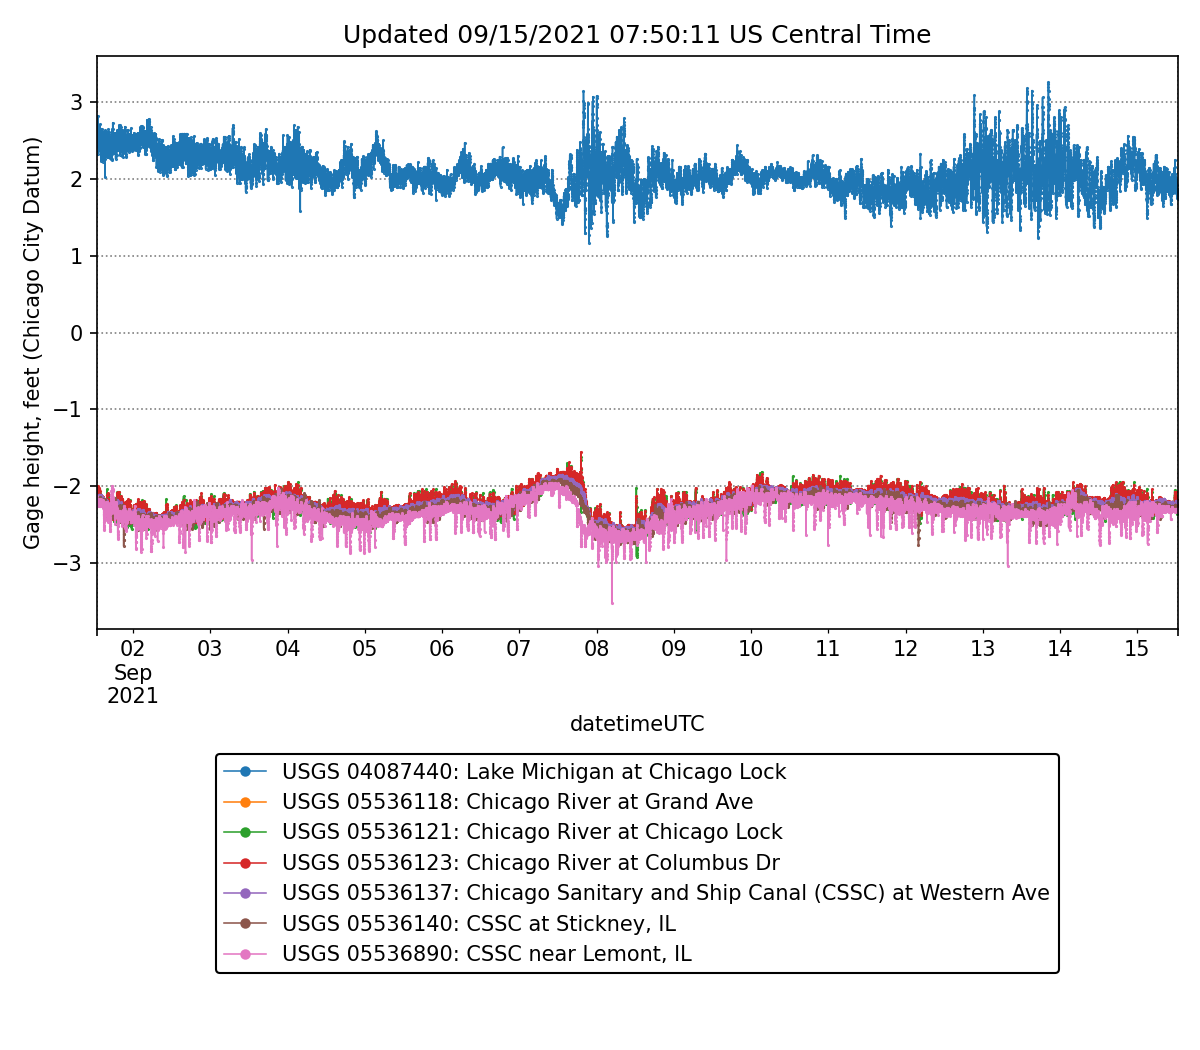 Updated 09/15/2021 07:50:11 US Central Time
Gage height, feet (Chicago City Datum)
3
2
1
0
−1
−2
−3
02 03 04 05 06 07 08 09 10 11 12 13 14 15
Sep
2021
datetimeUTC
USGS 04087440: Lake Michigan at Chicago Lock
USGS 05536118: Chicago River at Grand Ave
USGS 05536121: Chicago River at Chicago Lock
USGS 05536123: Chicago River at Columbus Dr
USGS 05536137: Chicago Sanitary and Ship Canal (CSSC) at Western Ave
USGS 05536140: CSSC at Stickney, IL
USGS 05536890: CSSC near Lemont, IL